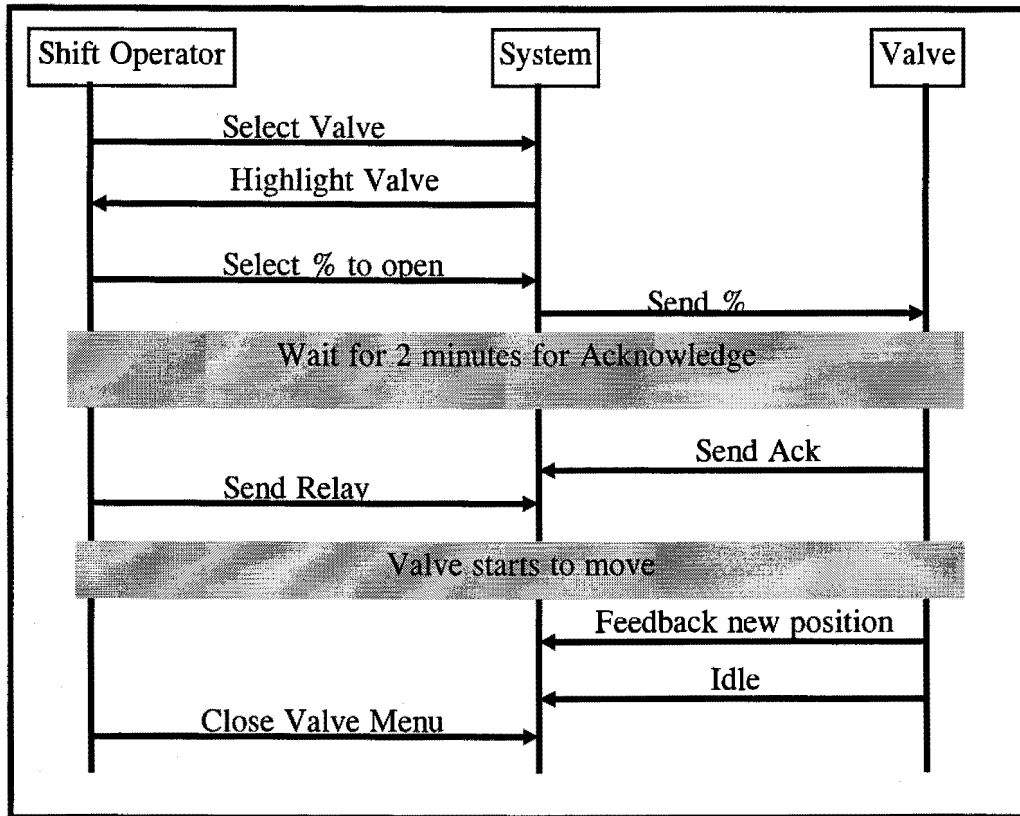 Shift Operator
System
Valve
Select Valve
Highlight Valve
Select % to open
Send %
Wait for 2 minutes for Acknowledge
Send Ack
Send Relay
Valve starts to move
Feedback new position
Idle
Close Valve Menu